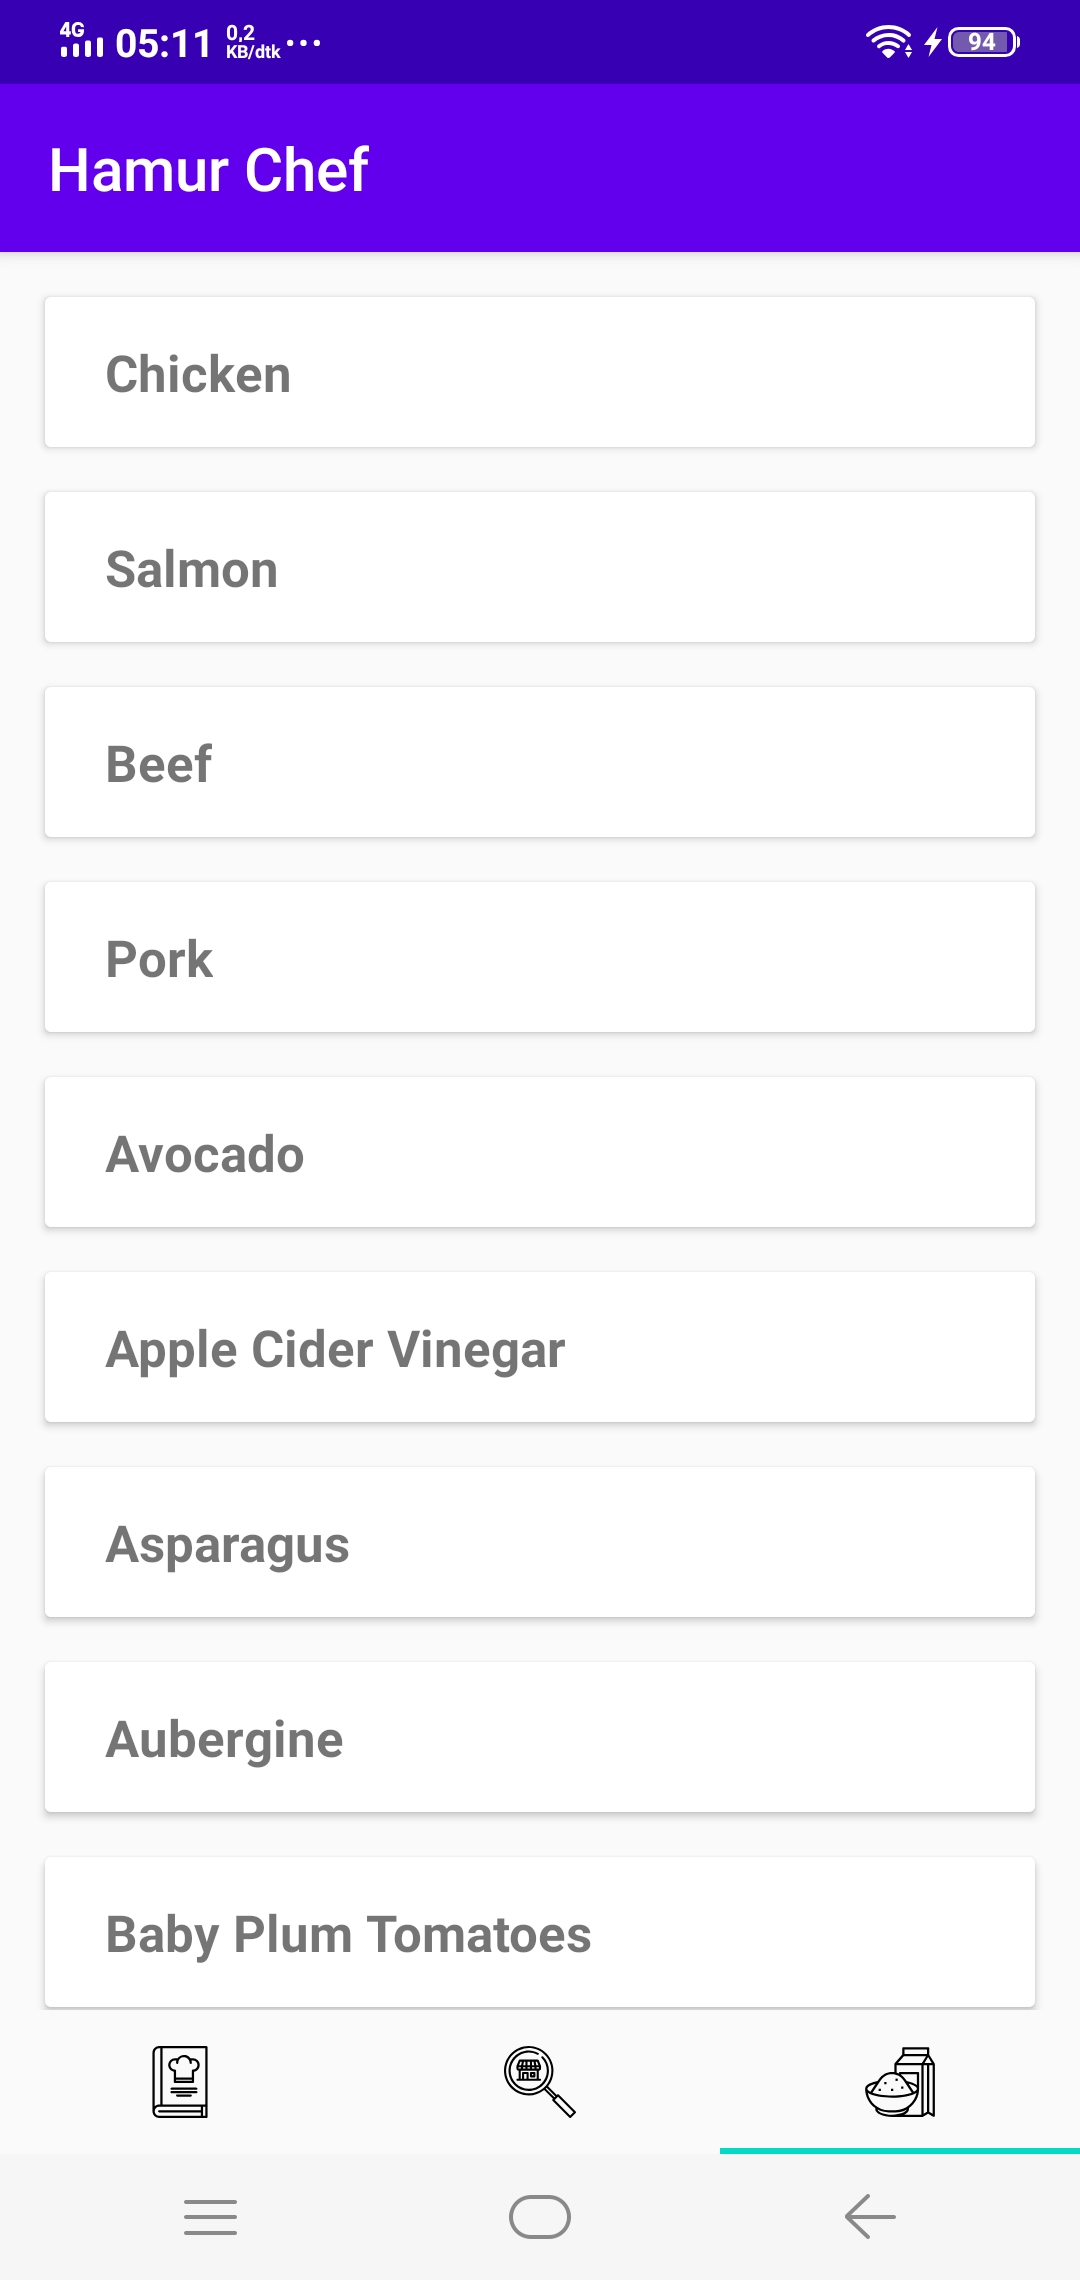 4G 05:11 0,2 KB/dtk ... 94
Hamur Chef
Chicken
Salmon
Beef
Pork
Avocado
Apple Cider Vinegar
Asparagus
Aubergine
Baby Plum Tomatoes